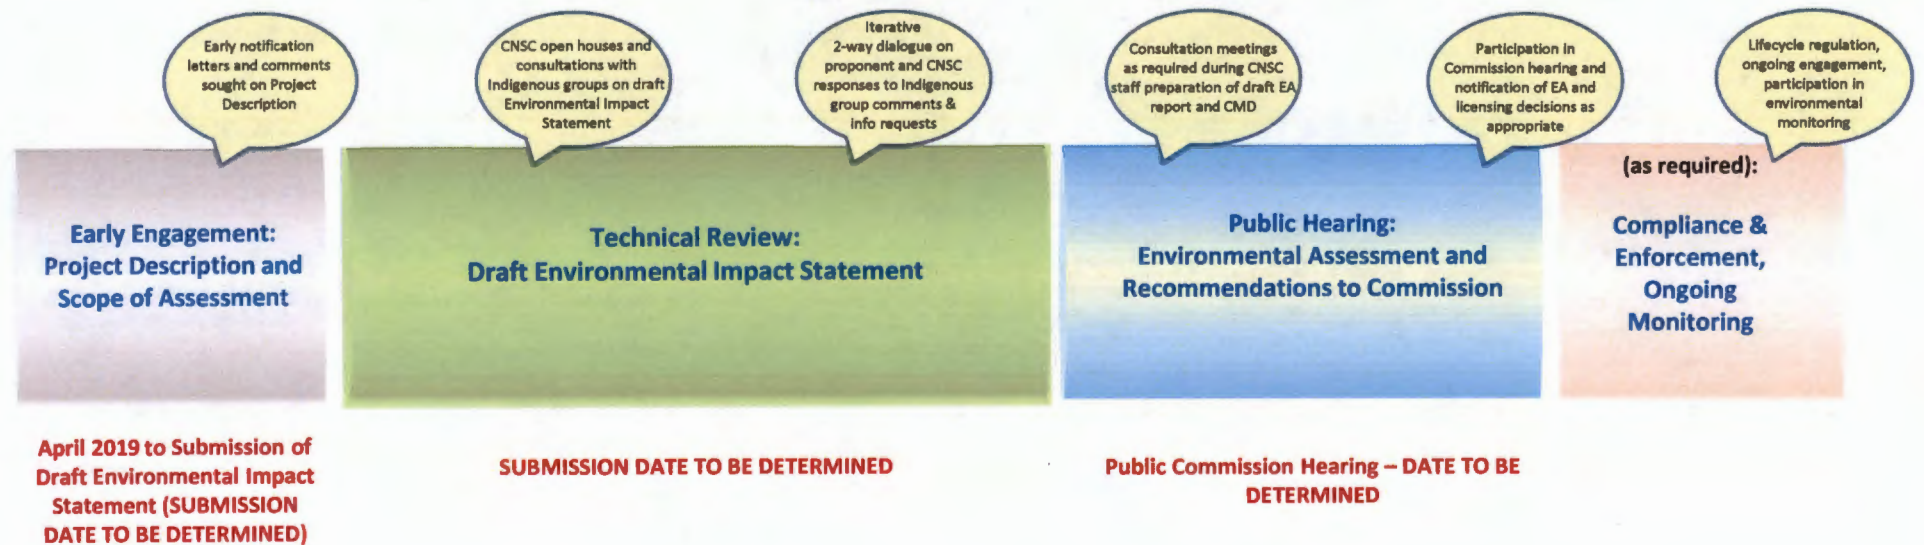 Early notification
letters and comments
sought on Project
Description
CNSC open houses and
consultations with
Indigenous groups on draft
Environmental Impact
Statement
Iterative
2-way dialogue on
proponent and CNSC
responses to Indigenous
group comments &
info requests
Consultation meetings
as required during CNSC
staff preparation of draft EA
report and CMD
Participation in
Commission hearing and
notification of EA and
licensing decisions as
appropriate
Lifecycle regulation,
ongoing engagement,
participation in
environmental
monitoring
Early Engagement:
Project Description and
Scope of Assessment
Technical Review:
Draft Environmental Impact Statement
Public Hearing:
Environmental Assessment and
Recommendations to Commission
(as required):
Compliance &
Enforcement,
Ongoing
Monitoring
April 2019 to Submission of
Draft Environmental Impact
Statement (SUBMISSION
DATE TO BE DETERMINED)
SUBMISSION DATE TO BE DETERMINED
Public Commission Hearing – DATE TO BE
DETERMINED